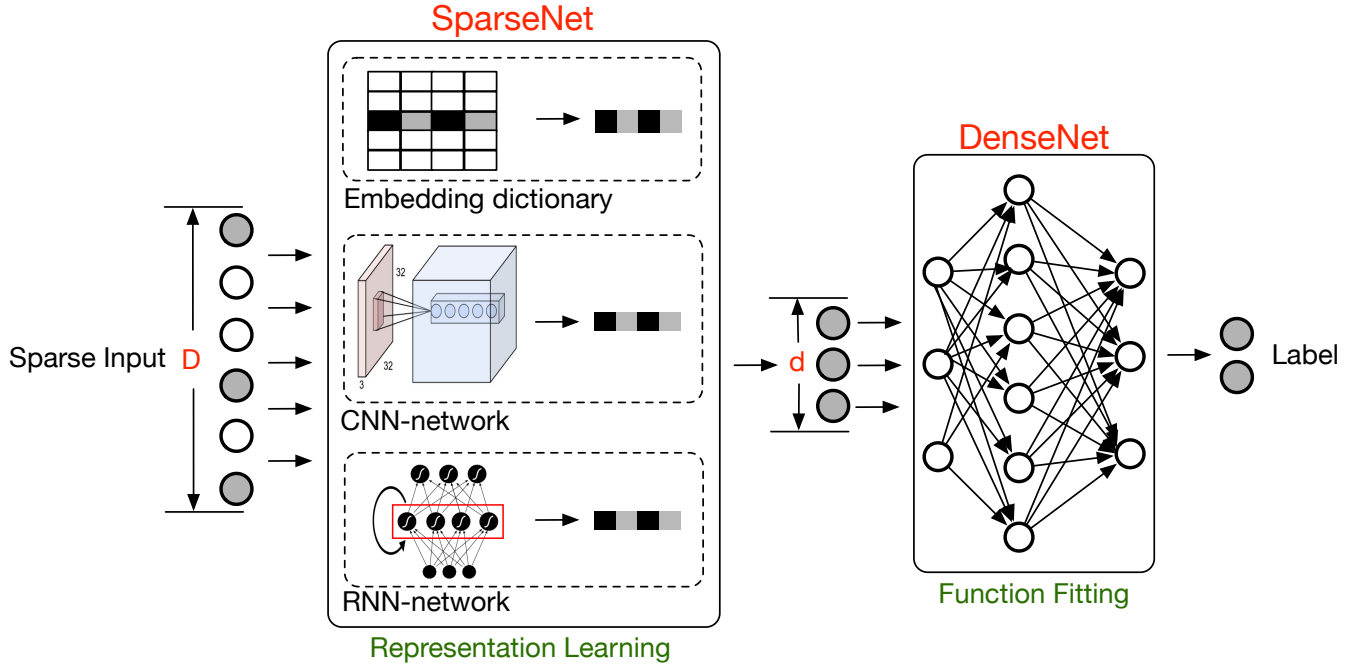 SparseNet
Embedding dictionary
DenseNet
Sparse Input D
32
32
3
CNN-network
d
Label
RNN-network
Function Fitting
Representation Learning